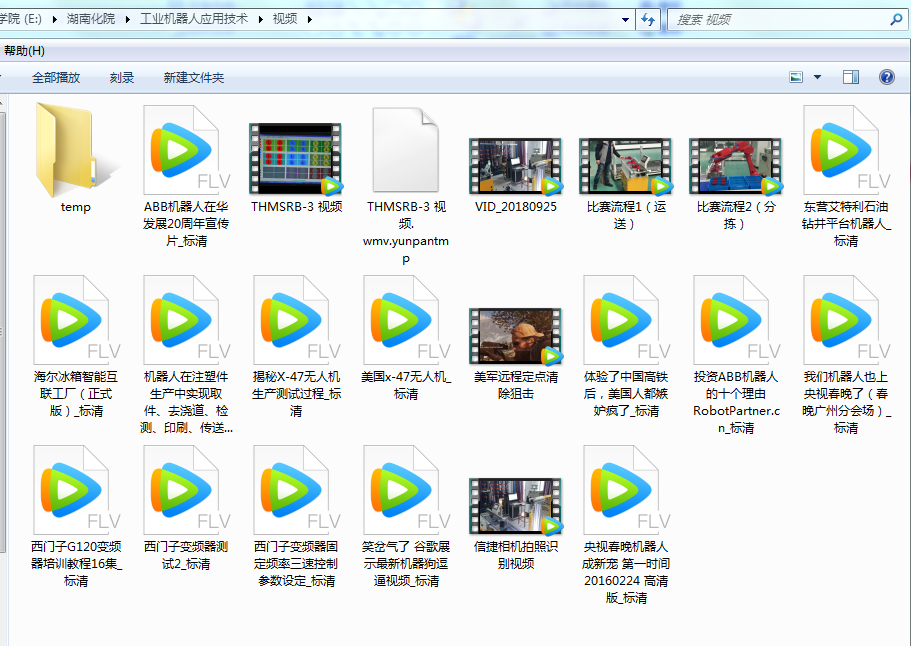 学院 (E:) ▸ 湖南化院 ▸ 工业机器人应用技术 ▸ 视频 ▸
搜索 视频
帮助(H)
全部播放 刻录 新建文件夹
temp
FLV
ABB机器人在华
发展20周年宣传
片_标清
THMSRB-3 视频
THMSRB-3 视
频.
wmv.yunpantm
p
VID_20180925
比赛流程1（运
送）
比赛流程2（分
拣）
FLV
东营艾特利石油
钻井平台机器人_
标清
FLV
海尔冰箱智能互
联工厂（正式
版）_标清
FLV
机器人在注塑件
生产中实现取
件、去浇道、检
测、印刷、传送...
FLV
揭秘X-47无人机
生产测试过程_标
清
FLV
美国x-47无人机_
标清
美军远程定点清
除狙击
FLV
体验了中国高铁
后，美国人都嫉
妒疯了_标清
FLV
投资ABB机器人
的十个理由
RobotPartner.c
n_标清
FLV
我们机器人也上
央视春晚了（春
晚广州分会场）_
标清
FLV
西门子G120变频
器培训教程16集_
标清
FLV
西门子变频器测
试2_标清
FLV
西门子变频器固
定频率三速控制
参数设定_标清
FLV
笑岔气了 谷歌展
示最新机器狗逗
逼视频_标清
信捷相机拍照识
别视频
FLV
央视春晚机器人
成新宠 第一时间
20160224 高清
版_标清